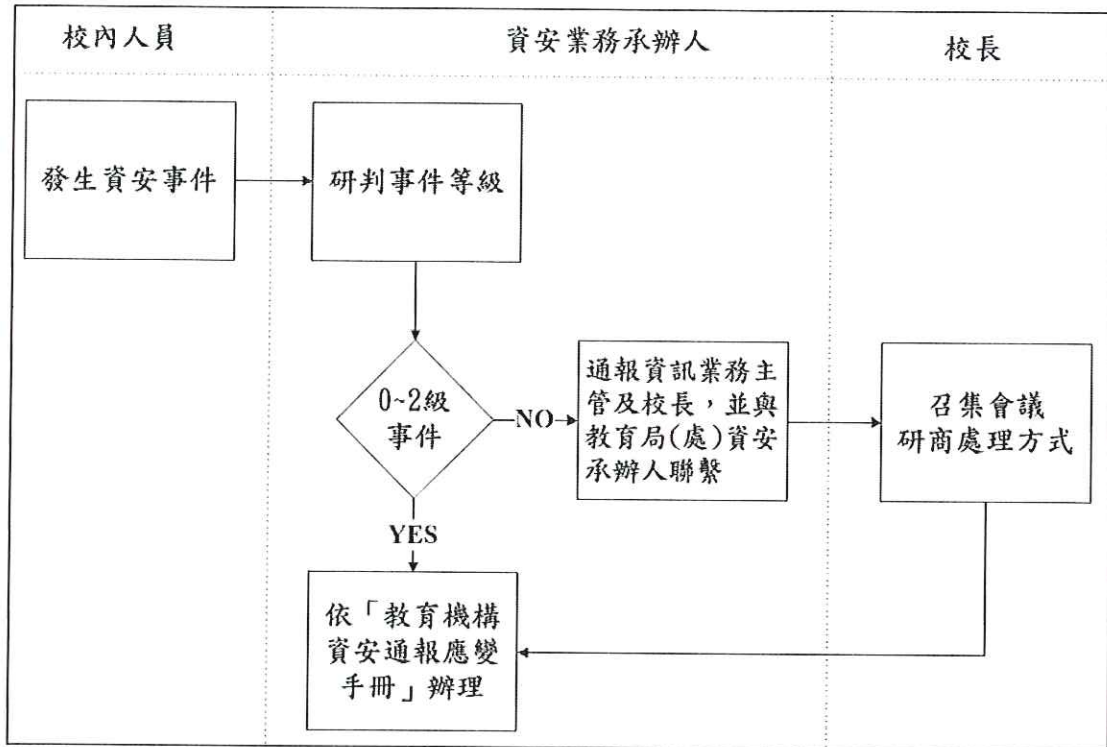 校內人員
資安業務承辦人
校長
發生資安事件
研判事件等級
0~2級
事件
NO
通報資訊業務主
管及校長，並與
教育局(處)資安
承辦人聯繫
召集會議
研商處理方式
YES
依「教育機構
資安通報應變
手冊」辦理